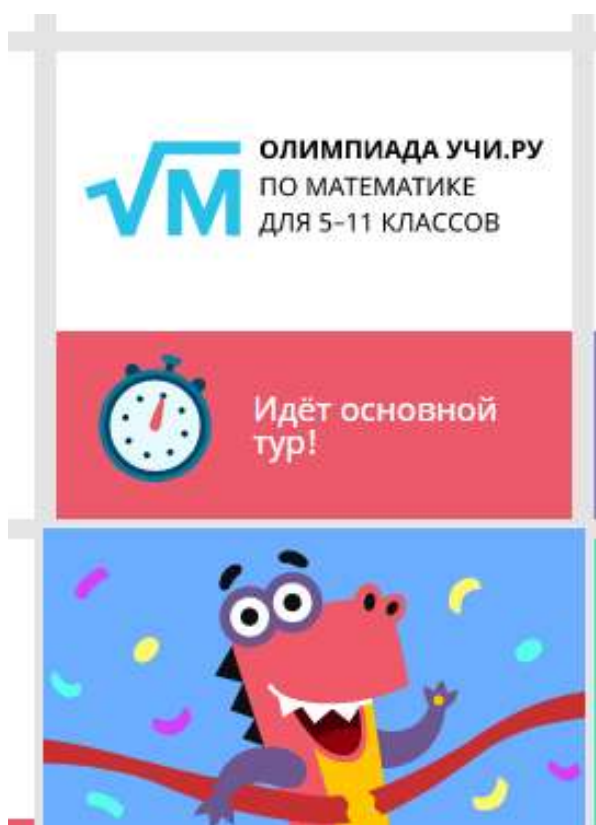 √М
ОЛИМПИАДА УЧИ.РУ
ПО МАТЕМАТИКЕ
ДЛЯ 5–11 КЛАССОВ
Идёт основной
тур!